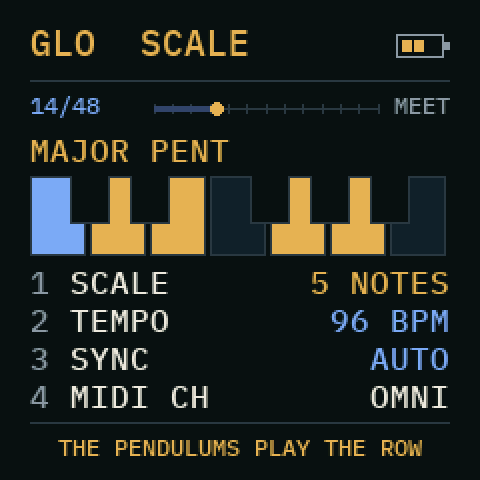 GLO SCALE
14/48 MEET
MAJOR PENT
1 SCALE 5 NOTES
2 TEMPO 96 BPM
3 SYNC AUTO
4 MIDI CH OMNI
THE PENDULUMS PLAY THE ROW